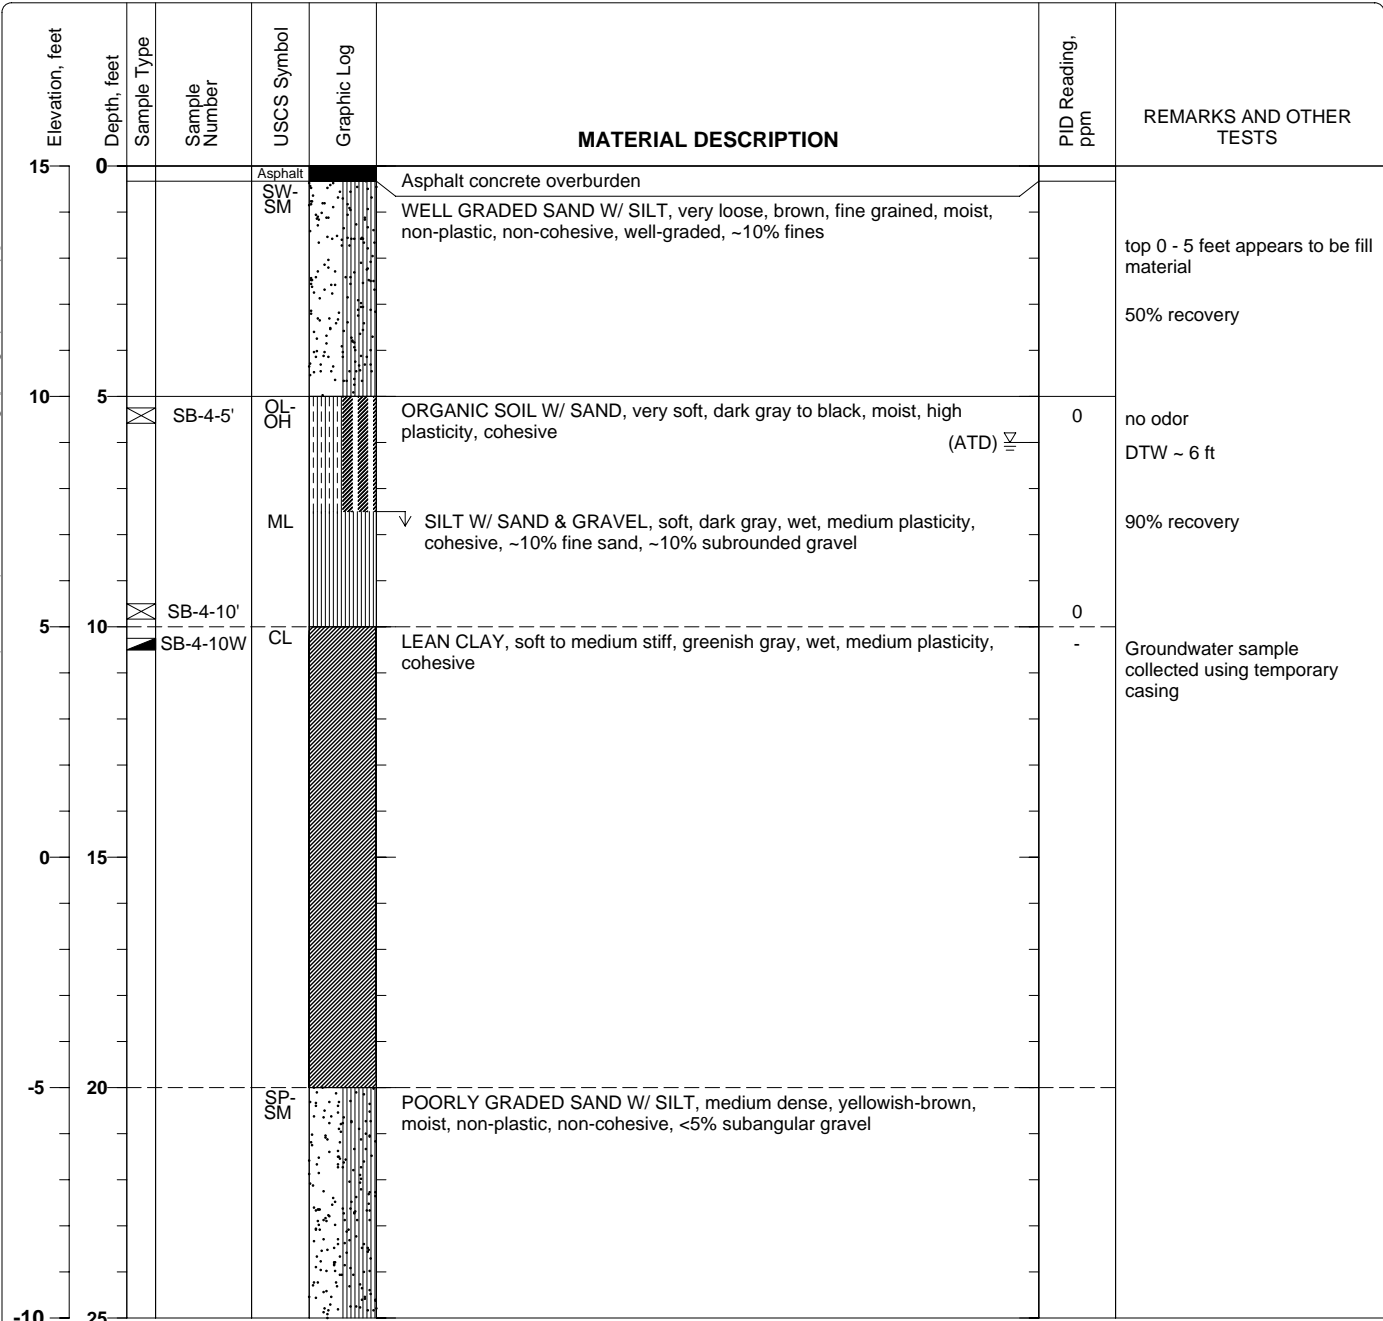 Elevation, feet
Depth, feet
Sample Type
Sample
Number
USCS Symbol
Graphic Log
MATERIAL DESCRIPTION
PID Reading,
ppm
REMARKS AND OTHER
TESTS
15
0
Asphalt
Asphalt concrete overburden
SW-
SM
WELL GRADED SAND W/ SILT, very loose, brown, fine grained, moist,
non-plastic, non-cohesive, well-graded, ~10% fines
top 0 - 5 feet appears to be fill
material
50% recovery
10
5
SB-4-5'
OL-
OH
ORGANIC SOIL W/ SAND, very soft, dark gray to black, moist, high
plasticity, cohesive
0
no odor
(ATD)
DTW ~ 6 ft
ML
SILT W/ SAND & GRAVEL, soft, dark gray, wet, medium plasticity,
cohesive, ~10% fine sand, ~10% subrounded gravel
90% recovery
SB-4-10'
0
5
10
SB-4-10W
CL
LEAN CLAY, soft to medium stiff, greenish gray, wet, medium plasticity,
cohesive
-
Groundwater sample
collected using temporary
casing
0
15
-5
20
SP-
SM
POORLY GRADED SAND W/ SILT, medium dense, yellowish-brown,
moist, non-plastic, non-cohesive, <5% subangular gravel
-10
25